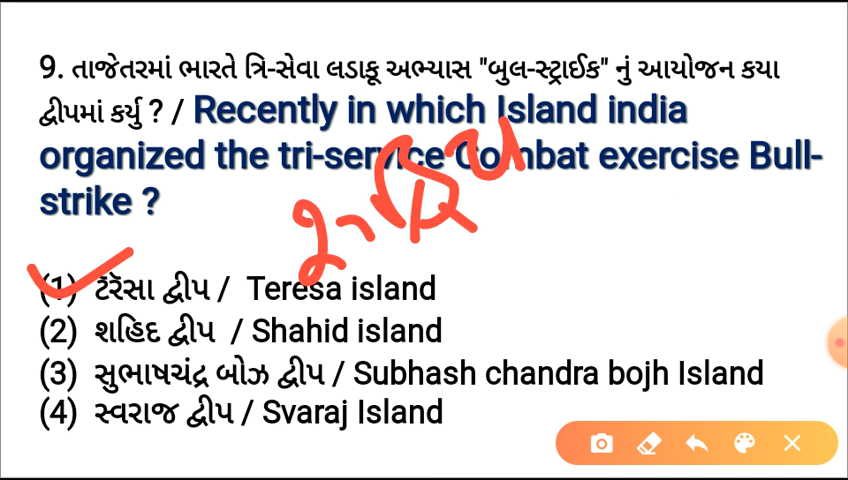 9. તાજેતરમાં ભારતે ત્રિ-સેવા લડાકૂ અભ્યાસ "બુલ-સ્ટ્રાઈક" નું આયોજન કયા
દ્વીપમાં કર્યુ ? / Recently in which Island india
organized the tri-service Combat exercise Bull-
strike ?
(1) ટૅરૅસા દ્વીપ / Teresa island
(2) શહિદ દ્વીપ / Shahid island
(3) સુભાષચંદ્ર બોઝ દ્વીપ / Subhash chandra bojh Island
(4) સ્વરાજ દ્વીપ / Svaraj Island